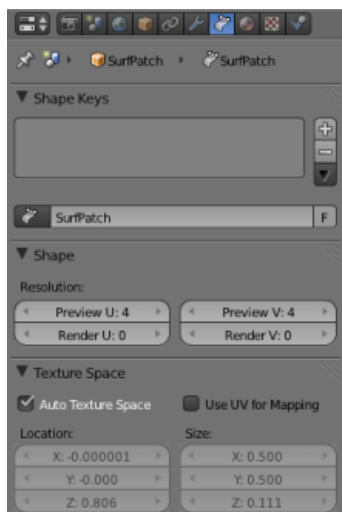 SurfPatch SurfPatch
Shape Keys
SurfPatch F
Shape
Resolution:
Preview U: 4 Preview V: 4
Render U: 0 Render V: 0
Texture Space
Auto Texture Space Use UV for Mapping
Location: Size:
X: -0.000001 X: 0.500
Y: -0.000 Y: 0.500
Z: 0.806 Z: 0.111